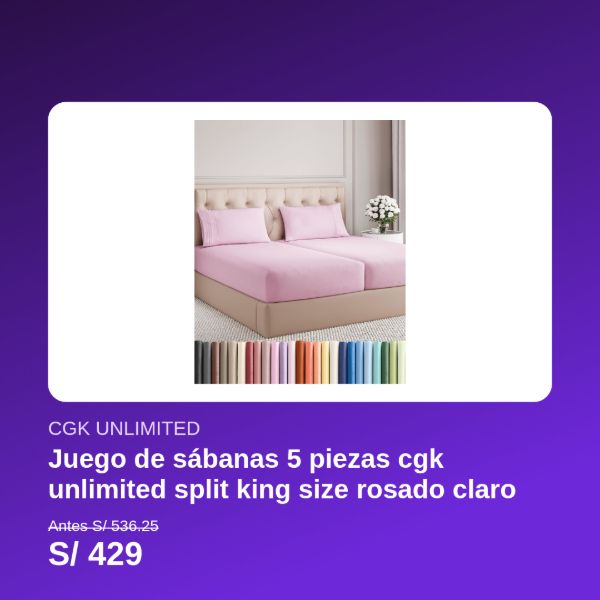 CGK UNLIMITED
Juego de sábanas 5 piezas cgk
unlimited split king size rosado claro
Antes S/ 536.25
S/ 429